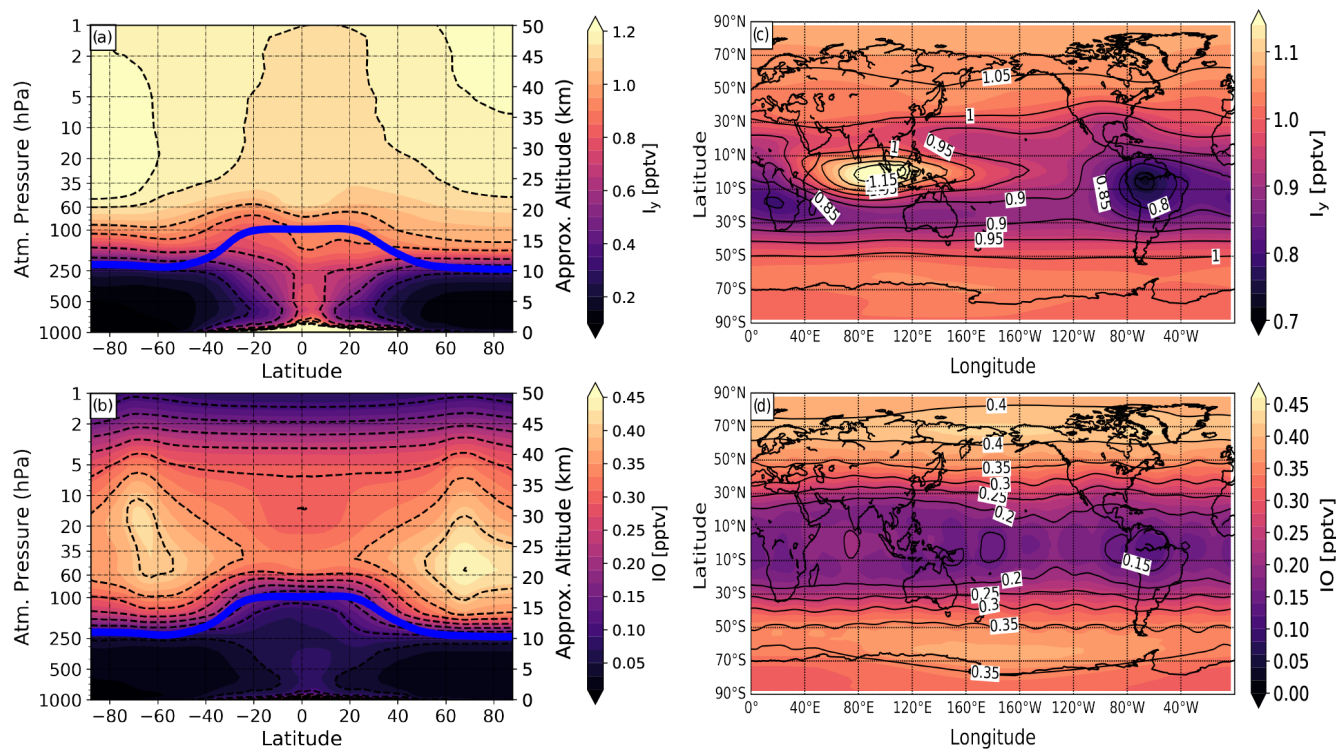 (a)
1
2
5
10
20
35
60
100
250
500
1000
Atm. Pressure (hPa)
50
45
40
35
30
25
20
15
10
5
0
Approx. Altitude (km)
−80 −60 −40 −20 0 20 40 60 80
Latitude
1.2
1.0
0.8
0.6
0.4
0.2
Iy [pptv]
(c)
90°N
70°N
50°N
30°N
10°N
10°S
30°S
50°S
70°S
90°S
Latitude
1.05
1
0.95
1
1.15
0.9
0.85
0.85
0.8
0.9
0.95
1
0° 40°E 80°E 120°E 160°E 160°W 120°W 80°W 40°W
Longitude
1.1
1.0
0.9
0.8
0.7
Iy [pptv]
(b)
1
2
5
10
20
35
60
100
250
500
1000
Atm. Pressure (hPa)
50
45
40
35
30
25
20
15
10
5
0
Approx. Altitude (km)
−80 −60 −40 −20 0 20 40 60 80
Latitude
0.45
0.40
0.35
0.30
0.25
0.20
0.15
0.10
0.05
IO [pptv]
(d)
90°N
70°N
50°N
30°N
10°N
10°S
30°S
50°S
70°S
90°S
Latitude
0.4
0.4
0.35
0.3
0.25
0.2
0.15
0.2
0.25
0.3
0.35
0.35
0° 40°E 80°E 120°E 160°E 160°W 120°W 80°W 40°W
Longitude
0.45
0.40
0.35
0.30
0.25
0.20
0.15
0.10
0.05
0.00
IO [pptv]